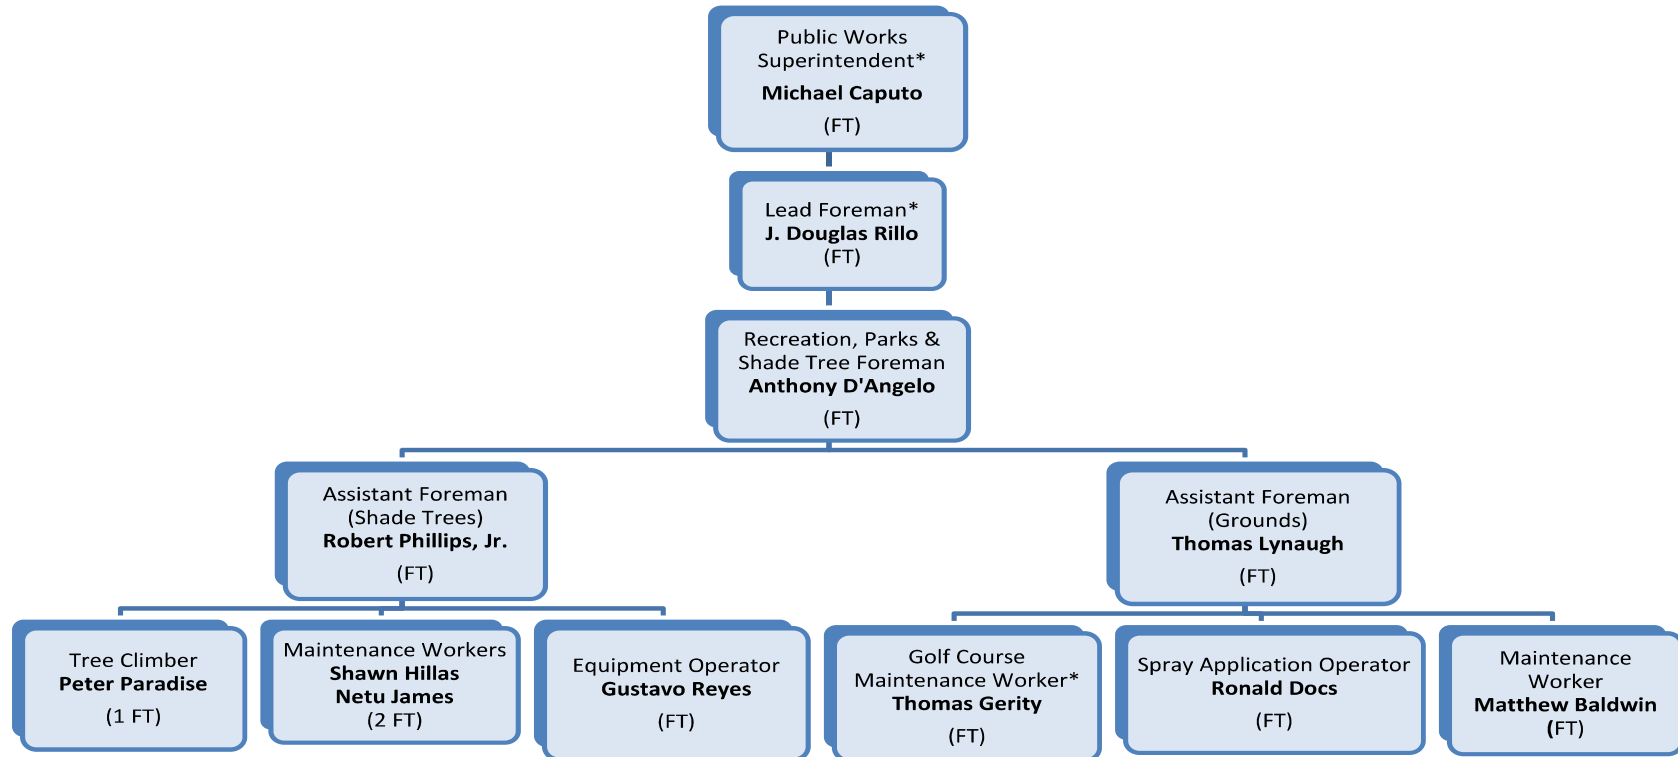 Public Works
Superintendent*
Michael Caputo
(FT)
Lead Foreman*
J. Douglas Rillo
(FT)
Recreation, Parks &
Shade Tree Foreman
Anthony D'Angelo
(FT)
Assistant Foreman
(Shade Trees)
Robert Phillips, Jr.
(FT)
Assistant Foreman
(Grounds)
Thomas Lynaugh
(FT)
Tree Climber
Peter Paradise
(1 FT)
Maintenance Workers
Shawn Hillas
Netu James
(2 FT)
Equipment Operator
Gustavo Reyes
(FT)
Golf Course
Maintenance Worker*
Thomas Gerity
(FT)
Spray Application Operator
Ronald Docs
(FT)
Maintenance
Worker
Matthew Baldwin
(FT)